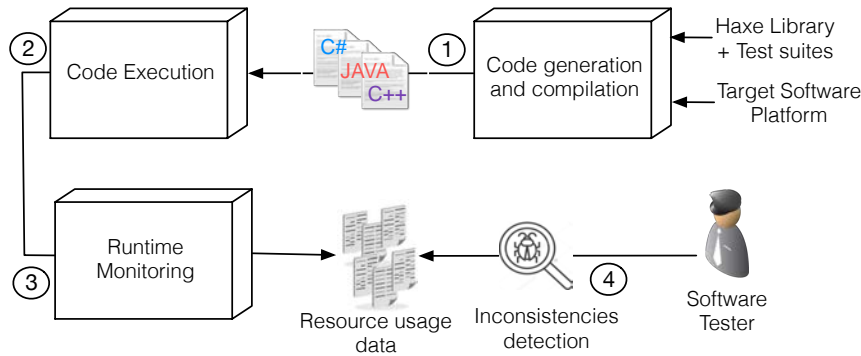 2
Code Execution
C#
JAVA
C++
1
Code generation
and compilation
Haxe Library
+ Test suites
Target Software
Platform
3
Runtime
Monitoring
Resource usage
data
Inconsistencies
detection
4
Software
Tester